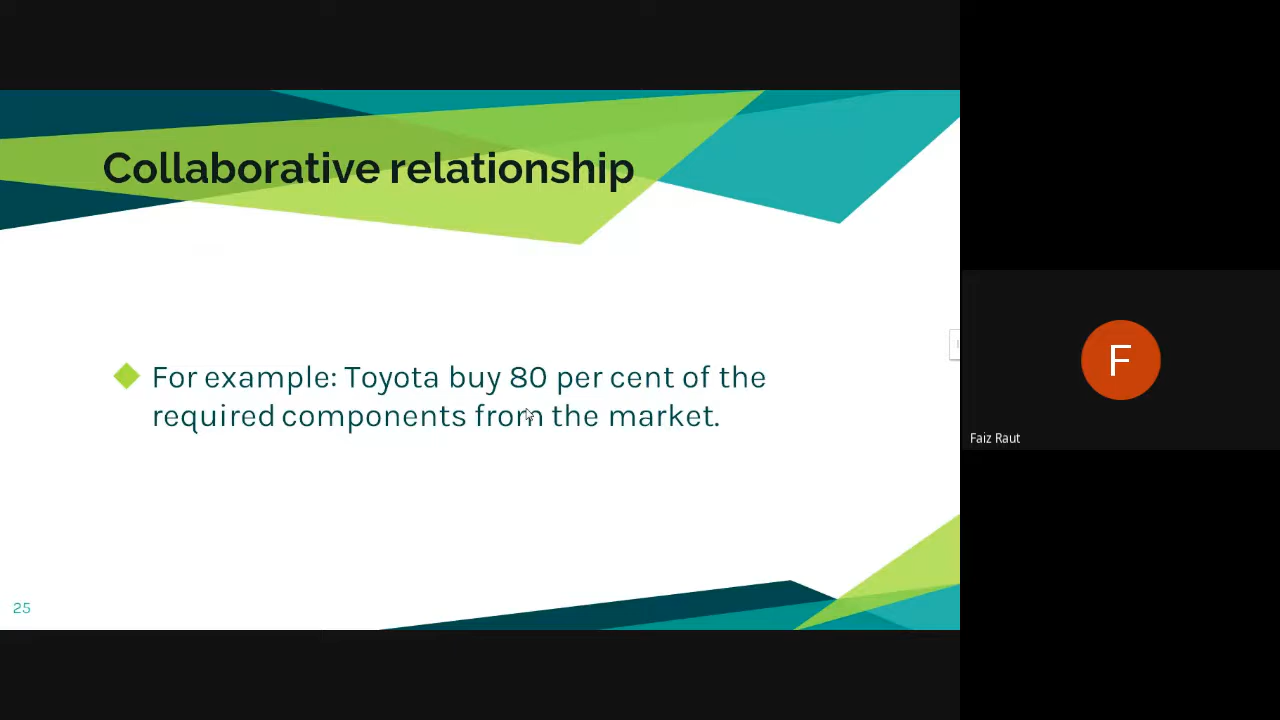 Collaborative relationship
For example: Toyota buy 80 per cent of the
required components from the market.
25
F
Faiz Raut